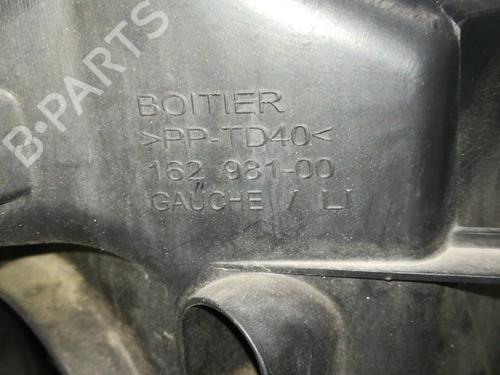 B-PARTS
BOITIER
>PP-TD40<
162 981-00
GAUCHE / LI